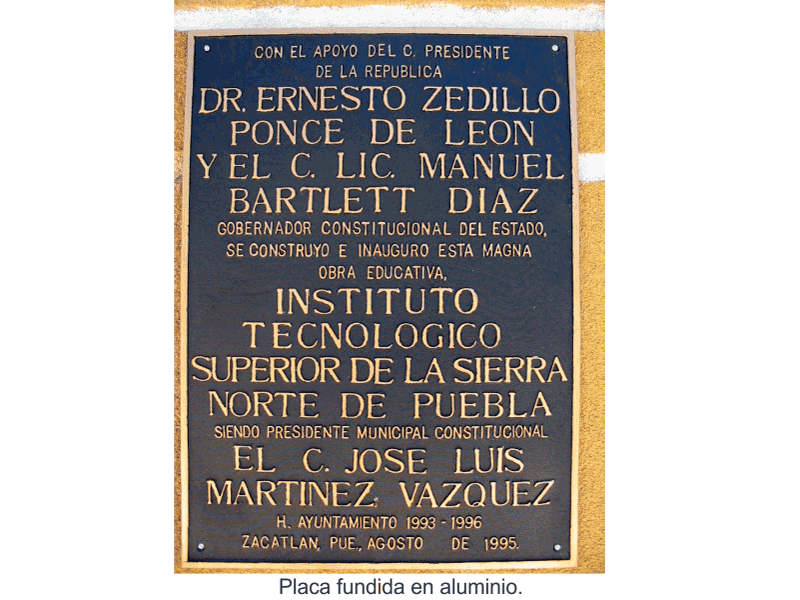 CON EL APOYO DEL C. PRESIDENTE
DE LA REPUBLICA
DR. ERNESTO ZEDILLO
PONCE DE LEON
Y EL C. LIC. MANUEL
BARTLETT DIAZ
GOBERNADOR CONSTITUCIONAL DEL ESTADO,
SE CONSTRUYO E INAUGURO ESTA MAGNA
OBRA EDUCATIVA,
INSTITUTO
TECNOLOGICO
SUPERIOR DE LA SIERRA
NORTE DE PUEBLA
SIENDO PRESIDENTE MUNICIPAL CONSTITUCIONAL
EL C. JOSE LUIS
MARTINEZ VAZQUEZ
H. AYUNTAMIENTO 1993-1996
ZACATLAN, PUE., AGOSTO DE 1995.
Placa fundida en aluminio.